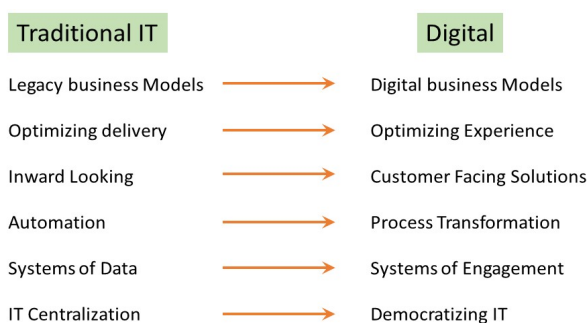 Traditional IT
Digital
Legacy business Models
Digital business Models
Optimizing delivery
Optimizing Experience
Inward Looking
Customer Facing Solutions
Automation
Process Transformation
Systems of Data
Systems of Engagement
IT Centralization
Democratizing IT